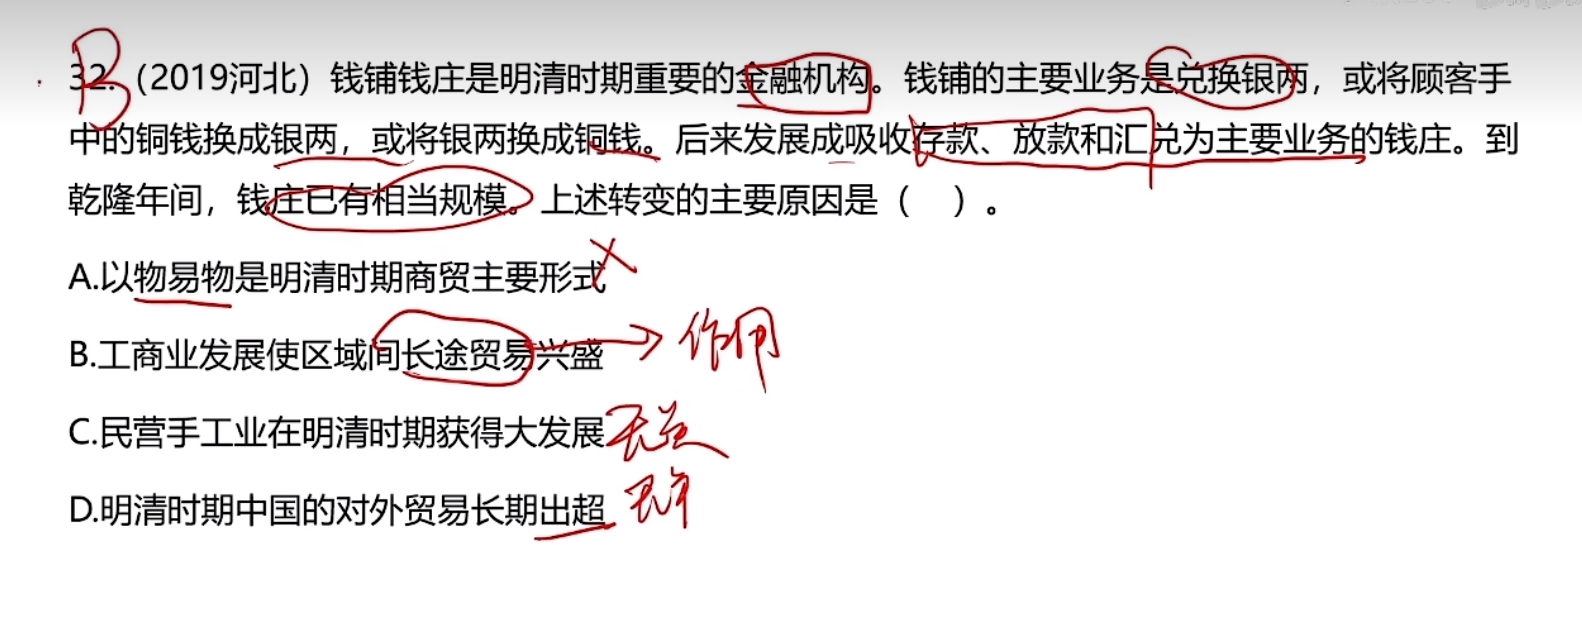 32.（2019河北）钱铺钱庄是明清时期重要的金融机构。钱铺的主要业务是兑换银两，或将顾客手
中的铜钱换成银两，或将银两换成铜钱。后来发展成吸收存款、放款和汇兑为主要业务的钱庄。到
乾隆年间，钱庄已有相当规模。上述转变的主要原因是（　）。
B
A.以物易物是明清时期商贸主要形式
B.工商业发展使区域间长途贸易兴盛 作用
C.民营手工业在明清时期获得大发展
D.明清时期中国的对外贸易长期出超